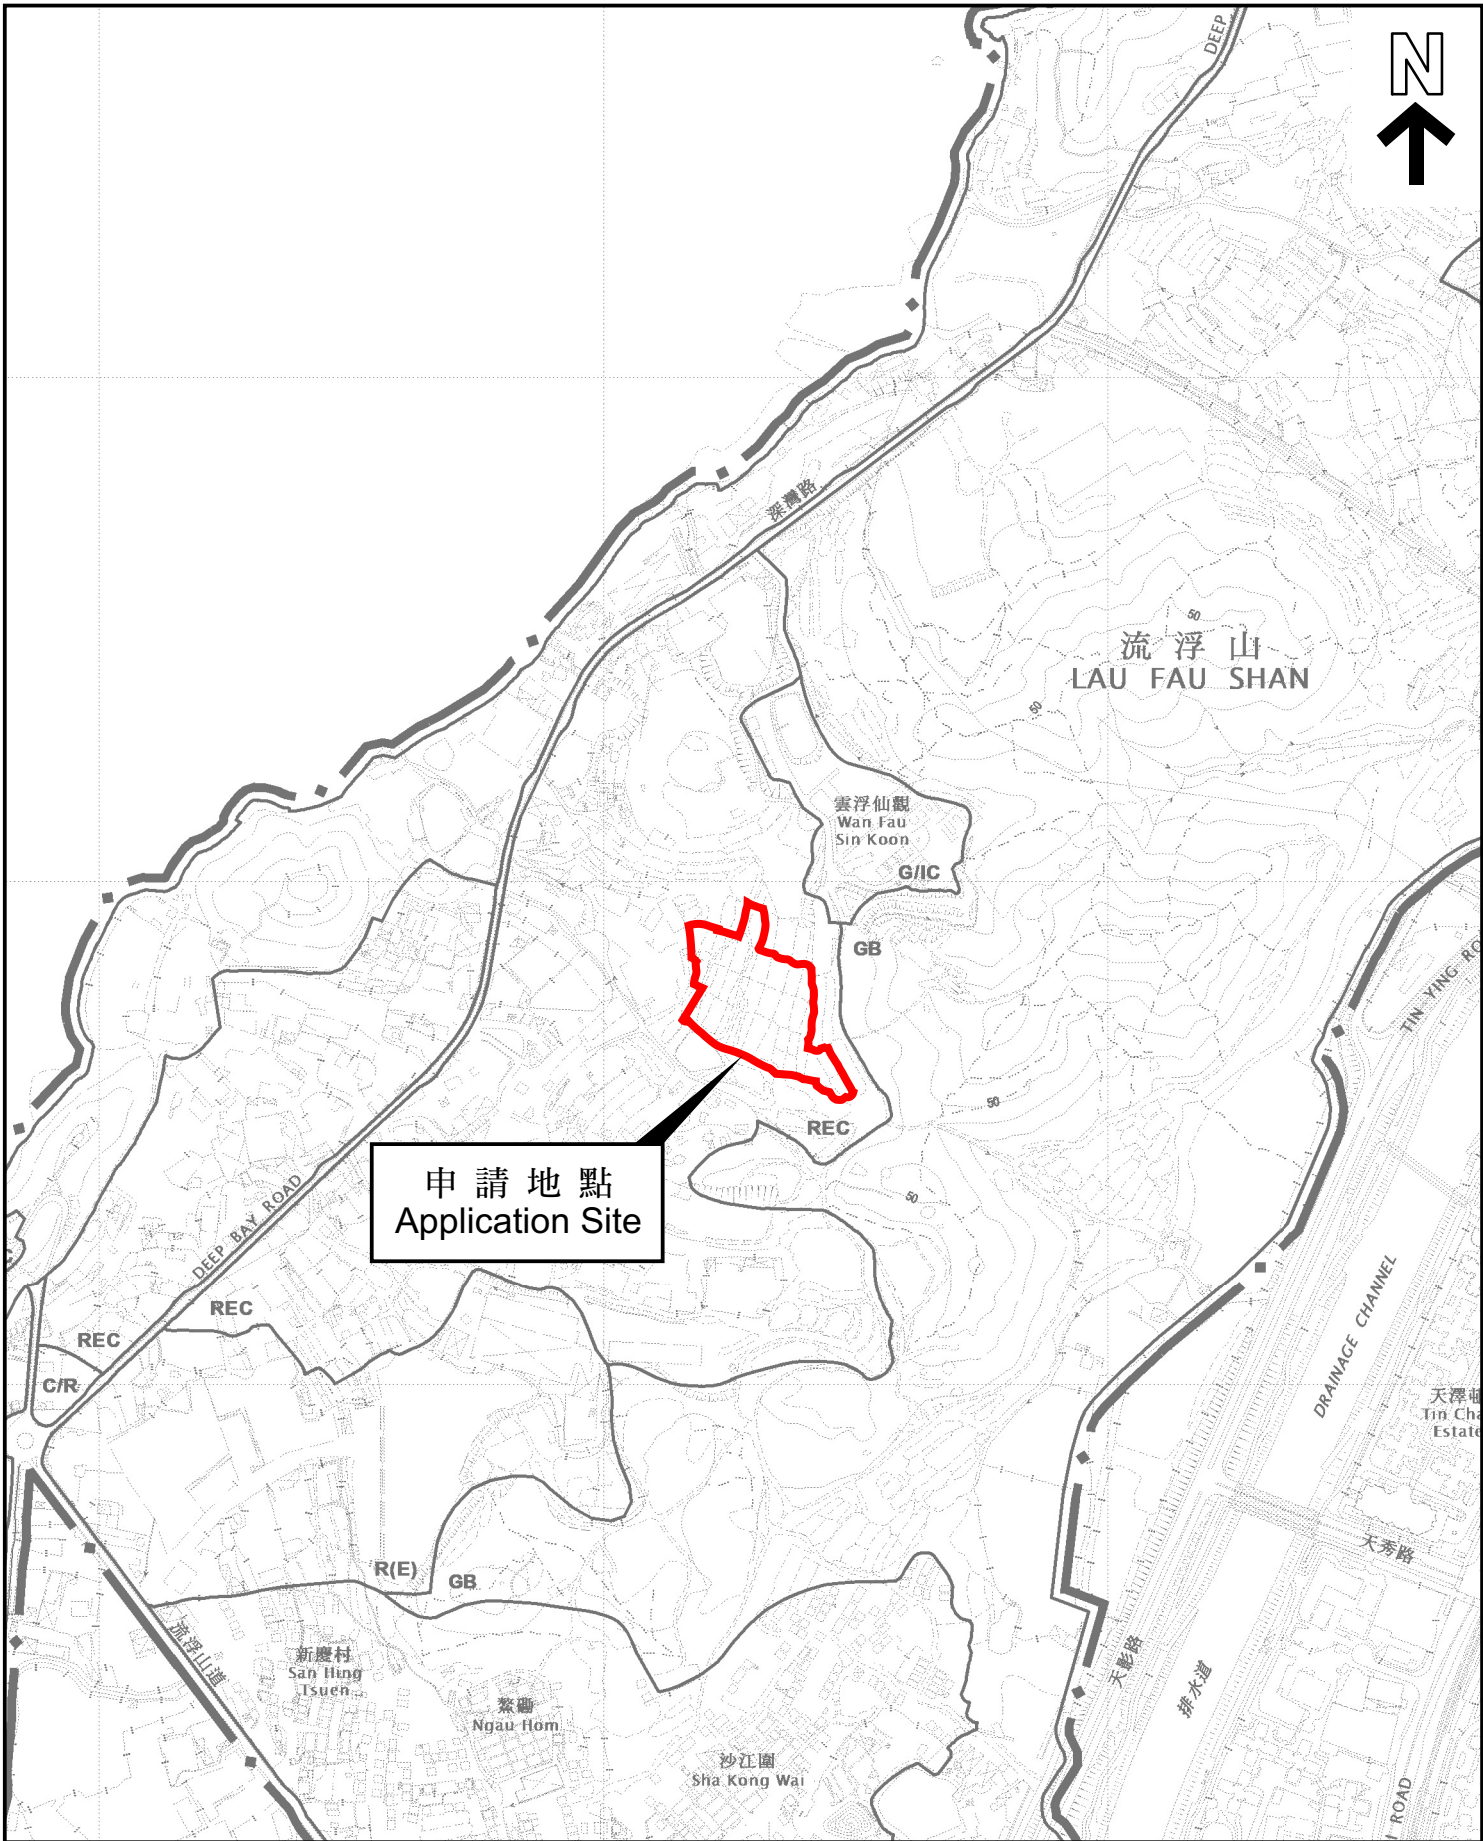 DEEP
N
深灣路
50
流浮山
LAU FAU SHAN
50
雲浮仙觀
Wan Fau
Sin Koon
G/IC
GB
TIN YING RO
50
REC
申請地點
Application Site
50
DEEP BAY ROAD
REC
REC
C/R
DRAINAGE CHANNEL
天澤邨
Tin Cha
Estate
天秀路
R(E)
GB
流浮山道
新慶村
San Hing
Tsuen
天影路
排水道
鰲磡
Ngau Hom
沙江圍
Sha Kong Wai
ROAD